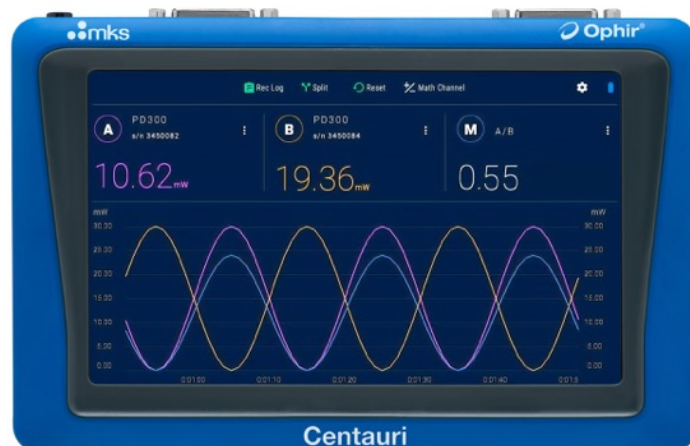 mks
Ophir®
Rec Log Split Reset Math Channel
A PD300
s/n 3450082
B PD300
s/n 3450084
M A/B
10.62mW
19.36mW
0.55
mW mW
30.00 30.00
25.00 25.00
20.00 20.00
15.00 15.00
10.00 10.00
5.00 5.00
0.00 0.00
0:01:00 0:01:10 0:01:20 0:01:30 0:01:40 0:01:5
Centauri